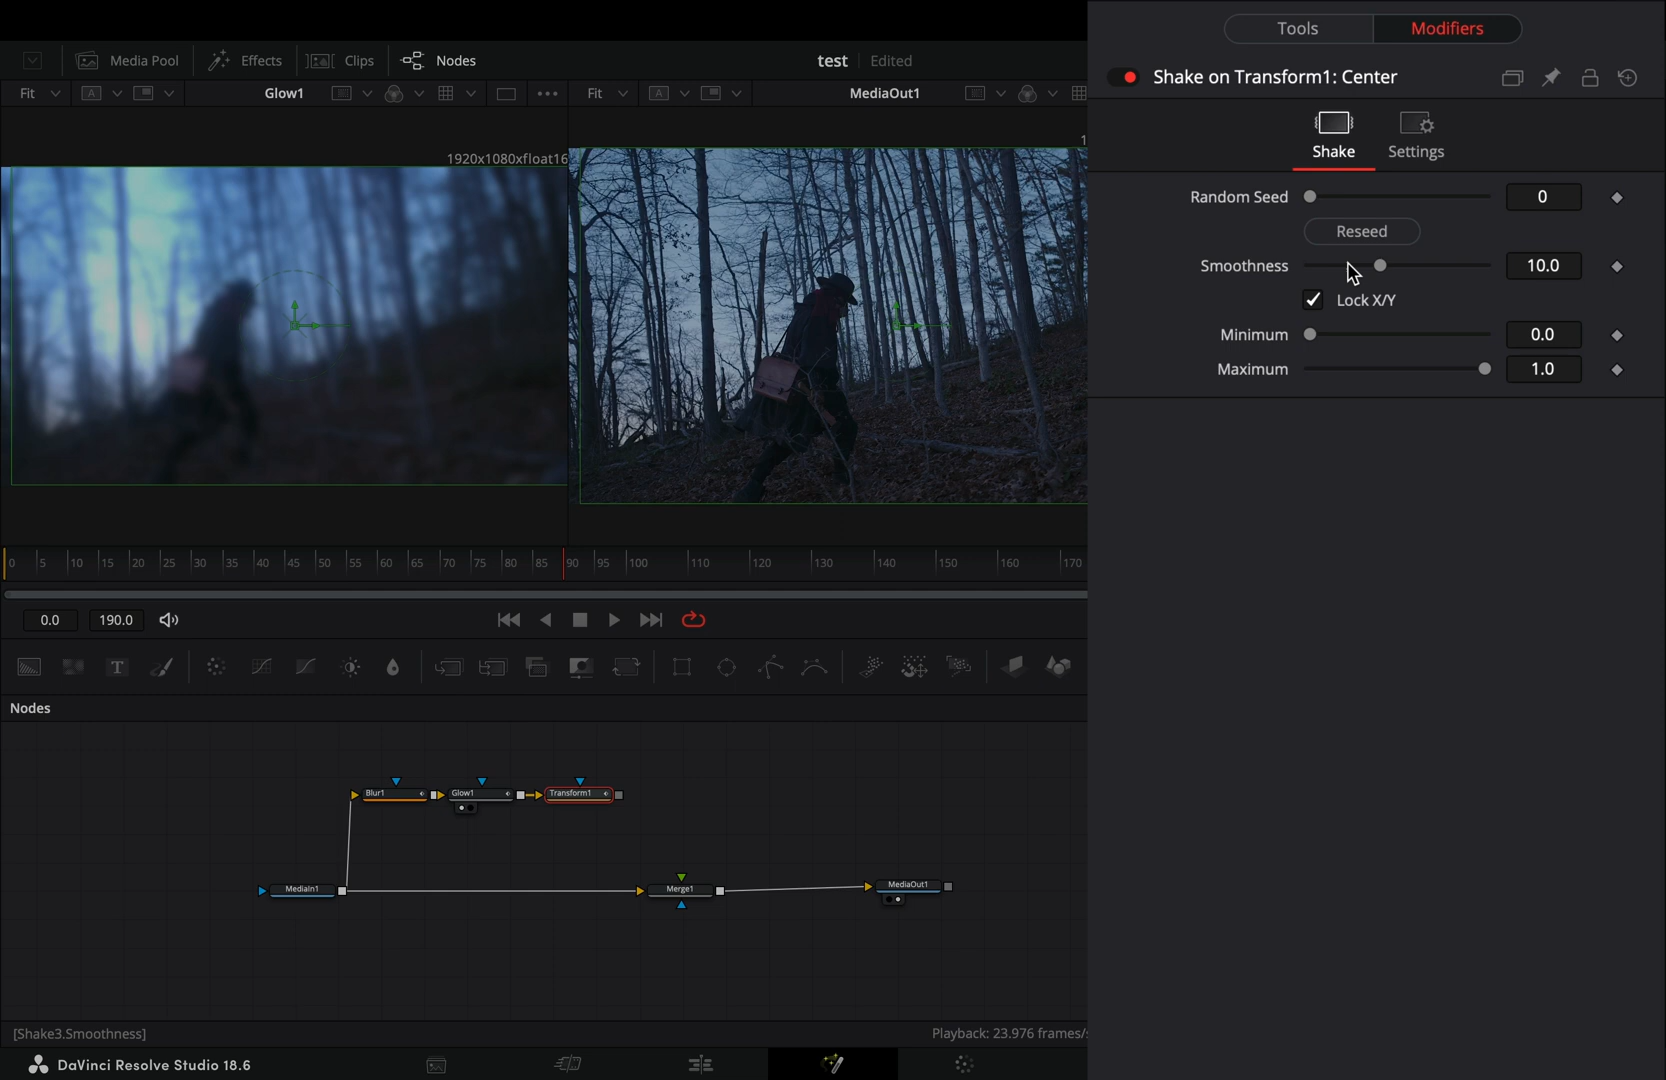 Tools Modifiers
Media Pool Effects Clips Nodes test Edited
Shake on Transform1: Center
Fit A Glow1 Fit A MediaOut1
Shake Settings
1920x1080xfloat16 1
Random Seed 0
Reseed
Smoothness 10.0
Lock X/Y
Minimum 0.0
Maximum 1.0
0 5 10 15 20 25 30 35 40 45 50 55 60 65 70 75 80 85 90 95 100 110 120 130 140 150 160 170
0.0 190.0
T
Nodes
Blur1 Glow1 Transform1
MediaIn1 Merge1 MediaOut1
[Shake3.Smoothness] Playback: 23.976 frames/s
DaVinci Resolve Studio 18.6